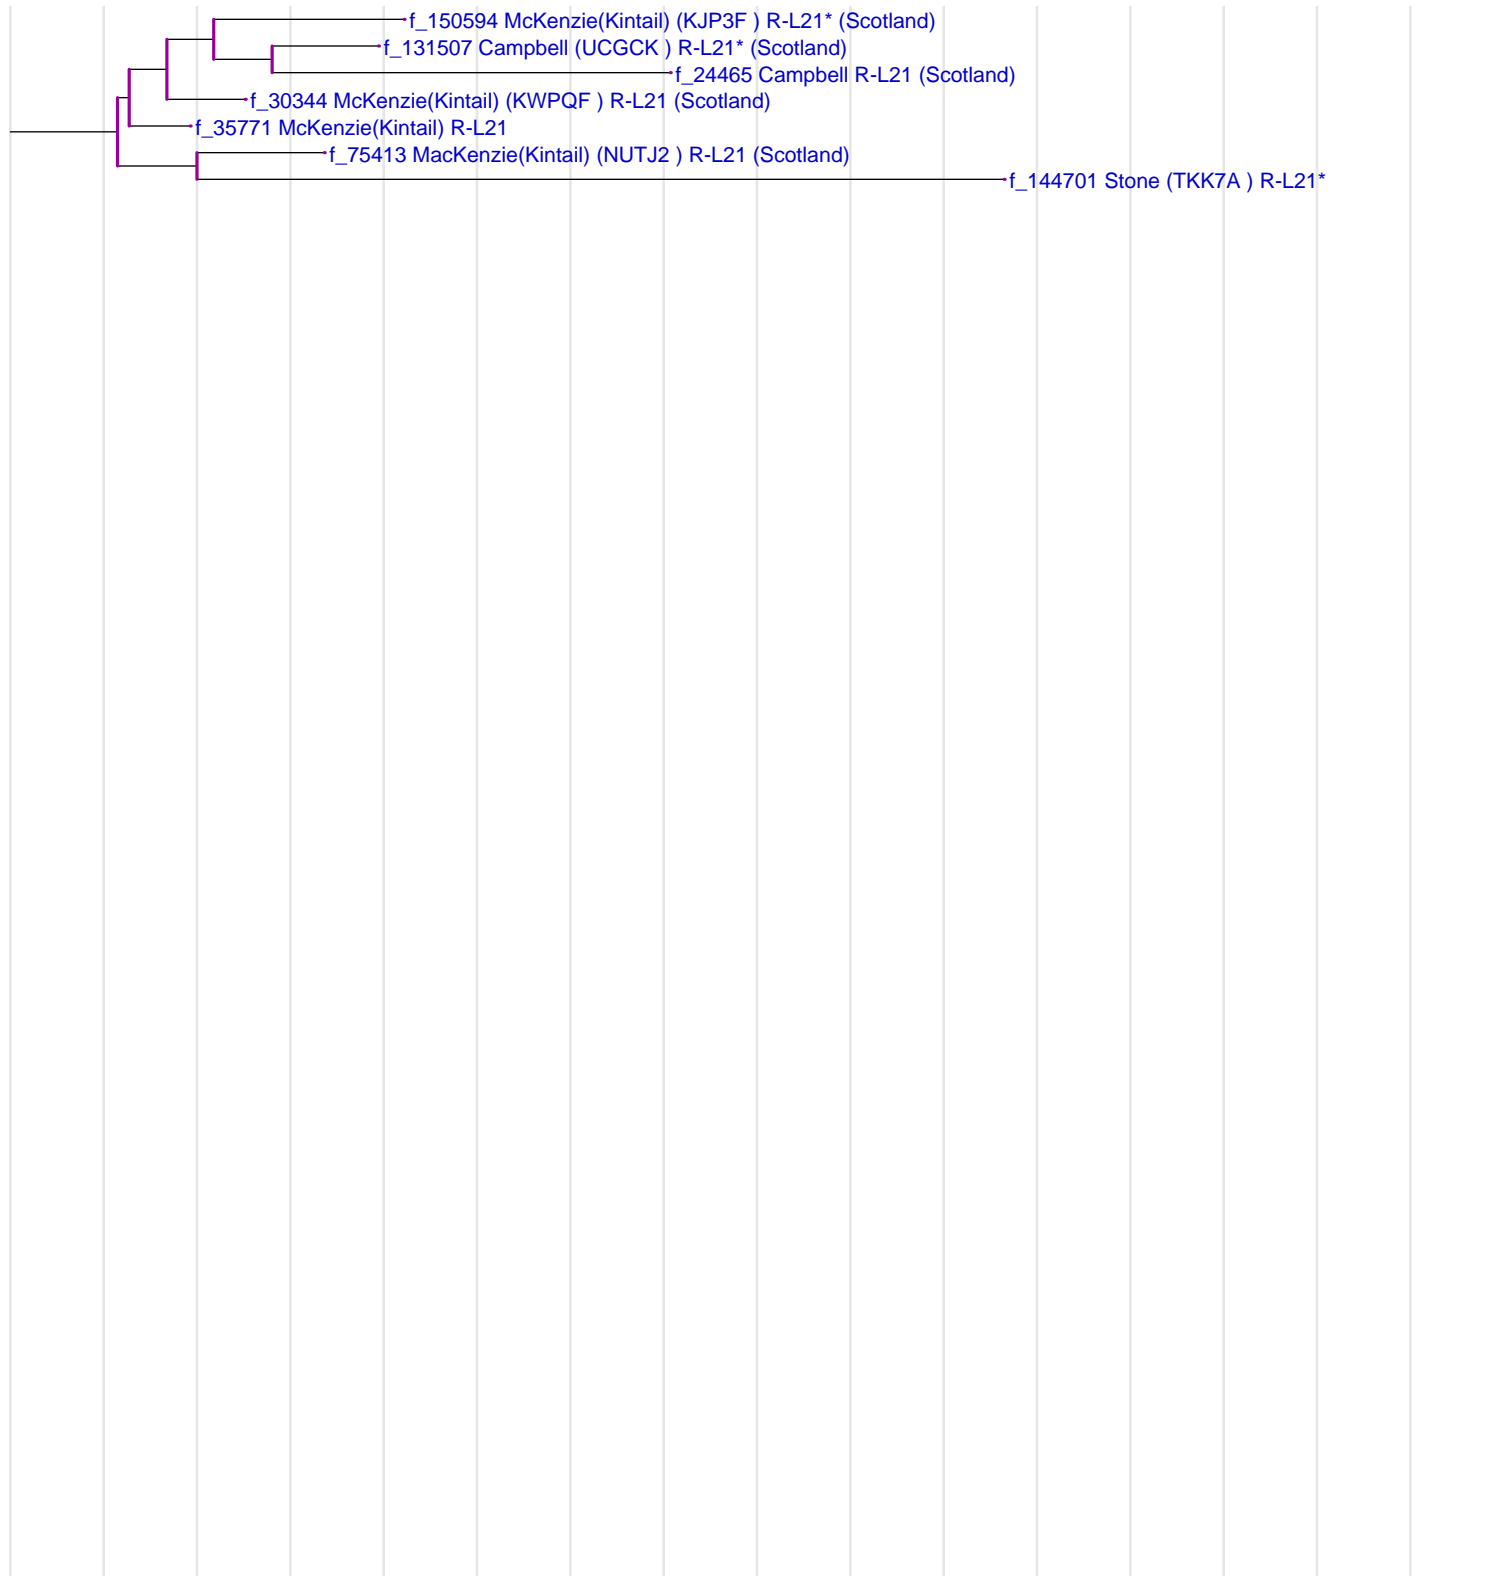 f_150594 McKenzie(Kintail) (KJP3F ) R-L21* (Scotland)
f_131507 Campbell (UCGCK ) R-L21* (Scotland)
f_24465 Campbell R-L21 (Scotland)
f_30344 McKenzie(Kintail) (KWPQF ) R-L21 (Scotland)
f_35771 McKenzie(Kintail) R-L21
f_75413 MacKenzie(Kintail) (NUTJ2 ) R-L21 (Scotland)
f_144701 Stone (TKK7A ) R-L21*